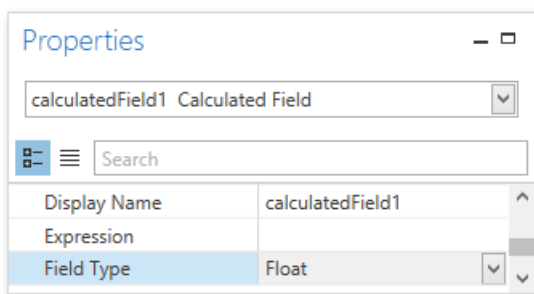 Properties
calculatedField1 Calculated Field
Search
Display Name calculatedField1
Expression
Field Type Float